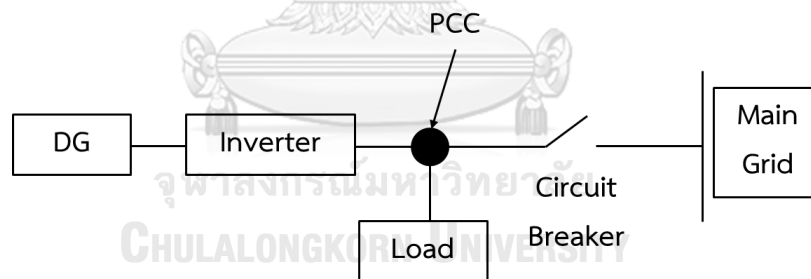 PCC
DG
Inverter
Main
Grid
จุฬาลงกรณ์มหาวิทยาลัย
Circuit
Breaker
Load
CHULALONGKORN UNIVERSITY